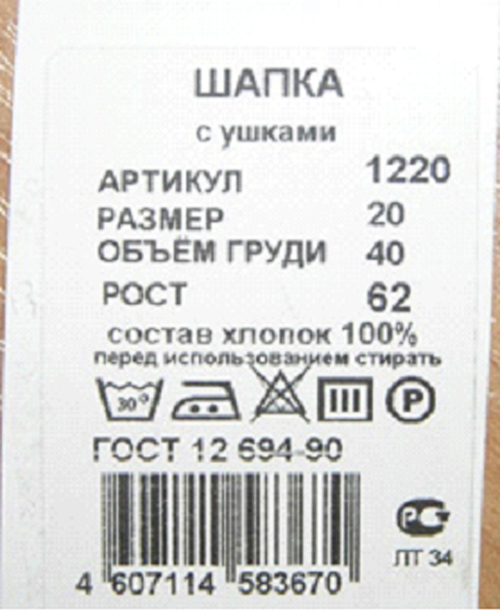 ШАПКА
с ушками
АРТИКУЛ 1220
РАЗМЕР 20
ОБЪЁМ ГРУДИ 40
РОСТ 62
состав хлопок 100%
перед использованием стирать
30° P
ГОСТ 12 694-90
РСТ
ЛТ 34
4 607114 583670